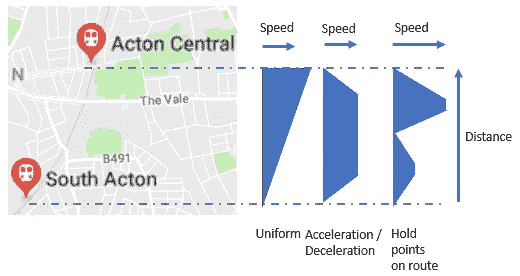 Acton Central
N
The Vale
B491
South Acton
Speed
Speed
Speed
Distance
Uniform
Acceleration /
Deceleration
Hold
points
on route